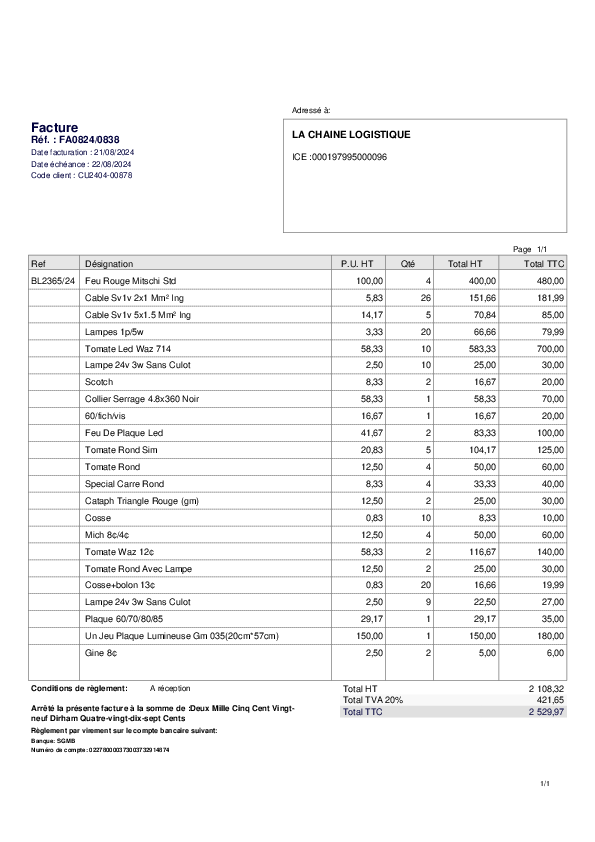 Adressé à:
Facture
Réf. : FA0824/0838
Date facturation : 21/08/2024
Date échéance : 22/08/2024
Code client : CU2404-00878
LA CHAINE LOGISTIQUE
ICE :000197995000096
Page 1/1
Ref Désignation P.U. HT Qté Total HT Total TTC
BL2365/24 Feu Rouge Mitschi Std 100,00 4 400,00 480,00
Cable Sv1v 2x1 Mm² Ing 5,83 26 151,66 181,99
Cable Sv1v 5x1.5 Mm² Ing 14,17 5 70,84 85,00
Lampes 1p/5w 3,33 20 66,66 79,99
Tomate Led Waz 714 58,33 10 583,33 700,00
Lampe 24v 3w Sans Culot 2,50 10 25,00 30,00
Scotch 8,33 2 16,67 20,00
Collier Serrage 4.8x360 Noir 58,33 1 58,33 70,00
60/fich/vis 16,67 1 16,67 20,00
Feu De Plaque Led 41,67 2 83,33 100,00
Tomate Rond Sim 20,83 5 104,17 125,00
Tomate Rond 12,50 4 50,00 60,00
Special Carre Rond 8,33 4 33,33 40,00
Cataph Triangle Rouge (gm) 12,50 2 25,00 30,00
Cosse 0,83 10 8,33 10,00
Mich 8¢/4¢ 12,50 4 50,00 60,00
Tomate Waz 12¢ 58,33 2 116,67 140,00
Tomate Rond Avec Lampe 12,50 2 25,00 30,00
Cosse+bolon 13¢ 0,83 20 16,66 19,99
Lampe 24v 3w Sans Culot 2,50 9 22,50 27,00
Plaque 60/70/80/85 29,17 1 29,17 35,00
Un Jeu Plaque Lumineuse Gm 035(20cm*57cm) 150,00 1 150,00 180,00
Gine 8¢ 2,50 2 5,00 6,00
Conditions de règlement: A réception
Total HT 2 108,32
Total TVA 20% 421,65
Total TTC 2 529,97
Arrêté la présente facture à la somme de :Deux Mille Cinq Cent Vingt-
neuf Dirham Quatre-vingt-dix-sept Cents
Règlement par virement sur le compte bancaire suivant:
Banque: SGMB
Numéro de compte: 022780000373003732914874
1/1